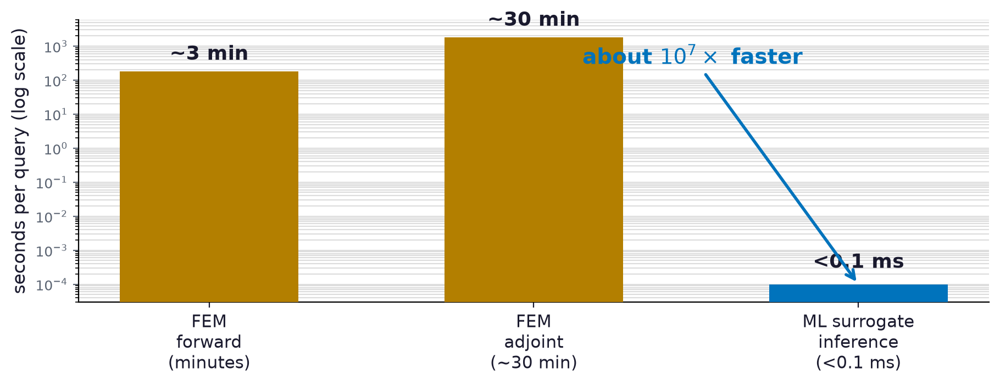 ~30 min
~3 min
about 10⁷ × faster
<0.1 ms
seconds per query (log scale)
10³
10²
10¹
10⁰
10⁻¹
10⁻²
10⁻³
10⁻⁴
FEM
forward
(minutes)
FEM
adjoint
(~30 min)
ML surrogate
inference
(<0.1 ms)